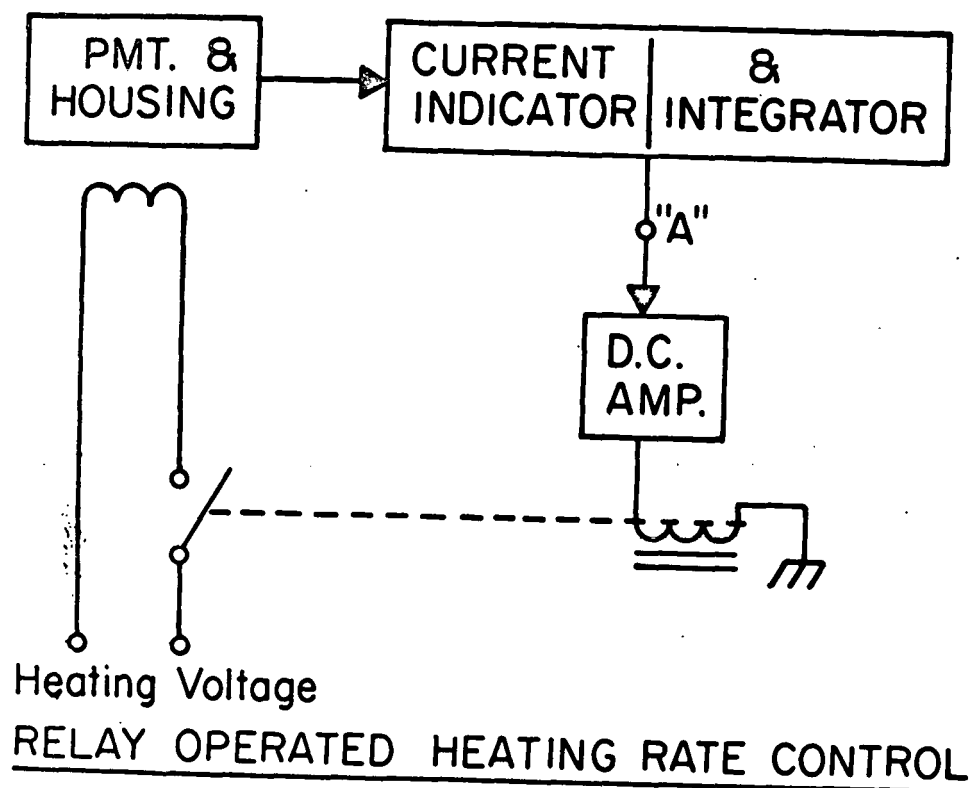 PMT. &
HOUSING
CURRENT
INDICATOR
&
INTEGRATOR
"A"
D.C.
AMP.
Heating Voltage
RELAY OPERATED HEATING RATE CONTROL